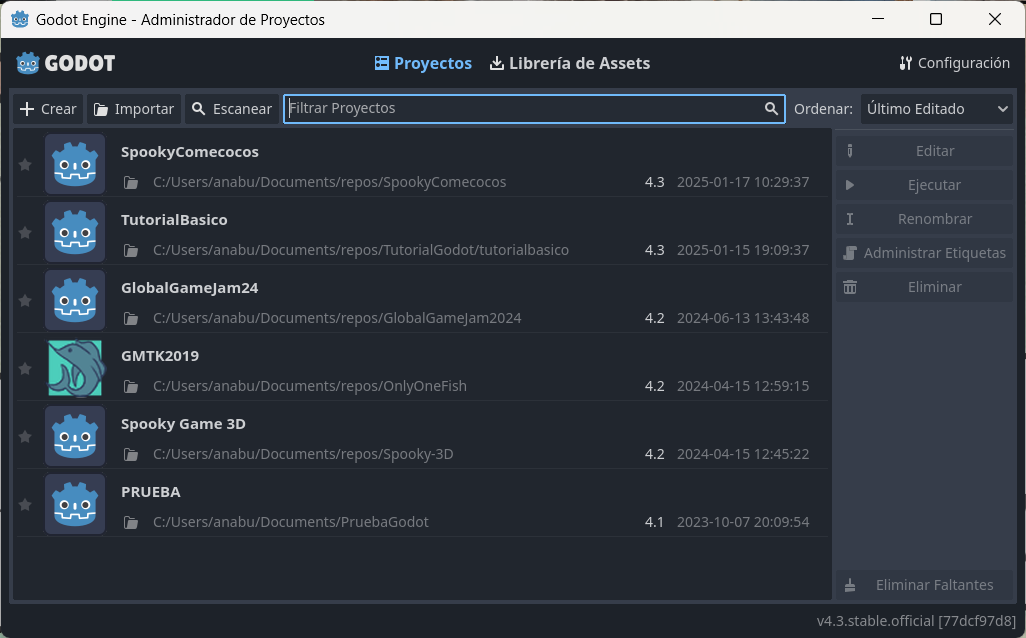 Godot Engine - Administrador de Proyectos
GODOT
Proyectos
Librería de Assets
Configuración
Crear
Importar
Escanear
Filtrar Proyectos
Ordenar:
Último Editado
SpookyComecocos
C:/Users/anabu/Documents/repos/SpookyComecocos 4.3 2025-01-17 10:29:37
TutorialBasico
C:/Users/anabu/Documents/repos/TutorialGodot/tutorialbasico 4.3 2025-01-15 19:09:37
GlobalGameJam24
C:/Users/anabu/Documents/repos/GlobalGameJam2024 4.2 2024-06-13 13:43:48
GMTK2019
C:/Users/anabu/Documents/repos/OnlyOneFish 4.2 2024-04-15 12:59:15
Spooky Game 3D
C:/Users/anabu/Documents/repos/Spooky-3D 4.2 2024-04-15 12:45:22
PRUEBA
C:/Users/anabu/Documents/PruebaGodot 4.1 2023-10-07 20:09:54
Editar
Ejecutar
Renombrar
Administrar Etiquetas
Eliminar
Eliminar Faltantes
v4.3.stable.official [77dcf97d8]